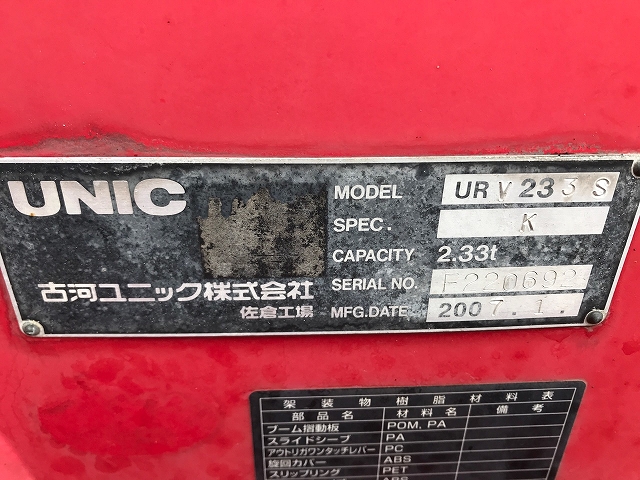 UNIC
MODEL URV233S
SPEC. K
CAPACITY 2.33t
古河ユニック株式会社
SERIAL NO. F220692
佐倉工場
MFG.DATE 2007.1.
架装物樹脂材料表
部品名 材料名 備考
ブーム摺動板 POM, PA
スライドシーブ PA
アウトリガワンタッチレバー PC
旋回カバー ABS
スリップリング PET
ABS